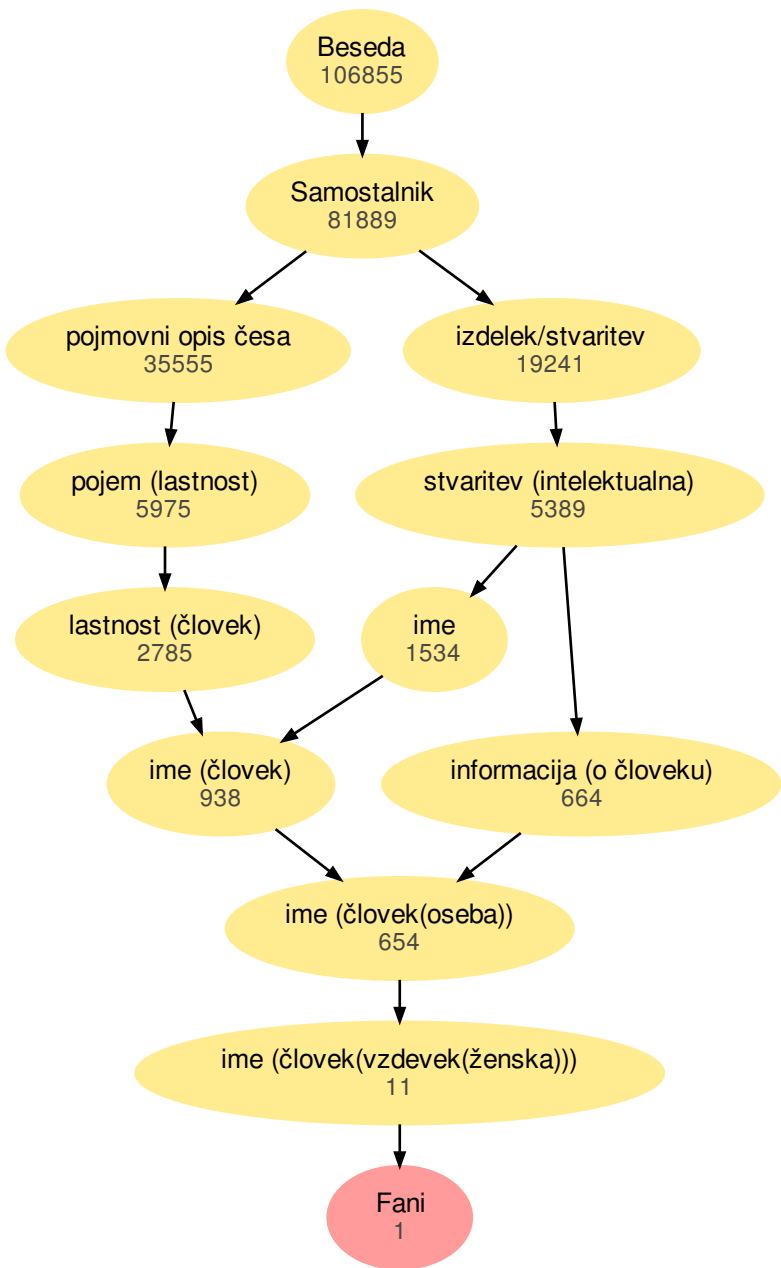 Beseda
106855
Samostalnik
81889
pojmovni opis česa
35555
izdelek/stvaritev
19241
pojem (lastnost)
5975
stvaritev (intelektualna)
5389
lastnost (človek)
2785
ime
1534
ime (človek)
938
informacija (o človeku)
664
ime (človek(oseba))
654
ime (človek(vzdevek(ženska)))
11
Fani
1